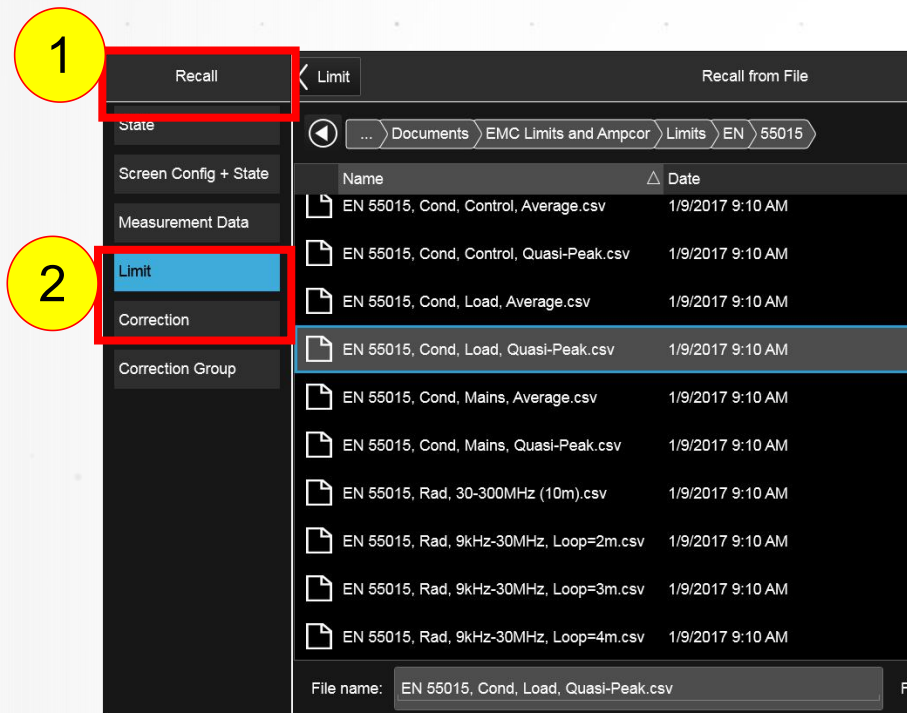 1
Recall
Limit
Recall from File
State
... Documents EMC Limits and Ampcor Limits EN 55015
Screen Config + State
Name Date
EN 55015, Cond, Control, Average.csv 1/9/2017 9:10 AM
Measurement Data
EN 55015, Cond, Control, Quasi-Peak.csv 1/9/2017 9:10 AM
2
Limit
EN 55015, Cond, Load, Average.csv 1/9/2017 9:10 AM
Correction
EN 55015, Cond, Load, Quasi-Peak.csv 1/9/2017 9:10 AM
Correction Group
EN 55015, Cond, Mains, Average.csv 1/9/2017 9:10 AM
EN 55015, Cond, Mains, Quasi-Peak.csv 1/9/2017 9:10 AM
EN 55015, Rad, 30-300MHz (10m).csv 1/9/2017 9:10 AM
EN 55015, Rad, 9kHz-30MHz, Loop=2m.csv 1/9/2017 9:10 AM
EN 55015, Rad, 9kHz-30MHz, Loop=3m.csv 1/9/2017 9:10 AM
EN 55015, Rad, 9kHz-30MHz, Loop=4m.csv 1/9/2017 9:10 AM
File name: EN 55015, Cond, Load, Quasi-Peak.csv